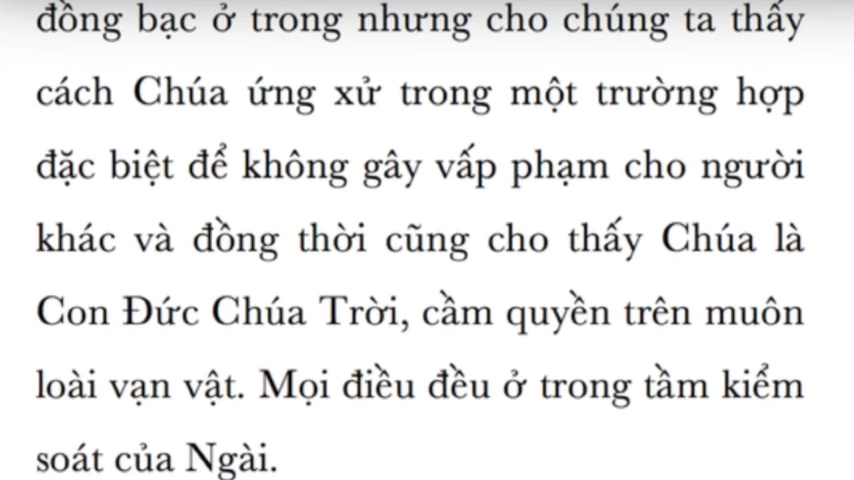 đồng bạc ở trong nhưng cho chúng ta thấy
cách Chúa ứng xử trong một trường hợp
đặc biệt để không gây vấp phạm cho người
khác và đồng thời cũng cho thấy Chúa là
Con Đức Chúa Trời, cầm quyền trên muôn
loài vạn vật. Mọi điều đều ở trong tầm kiểm
soát của Ngài.